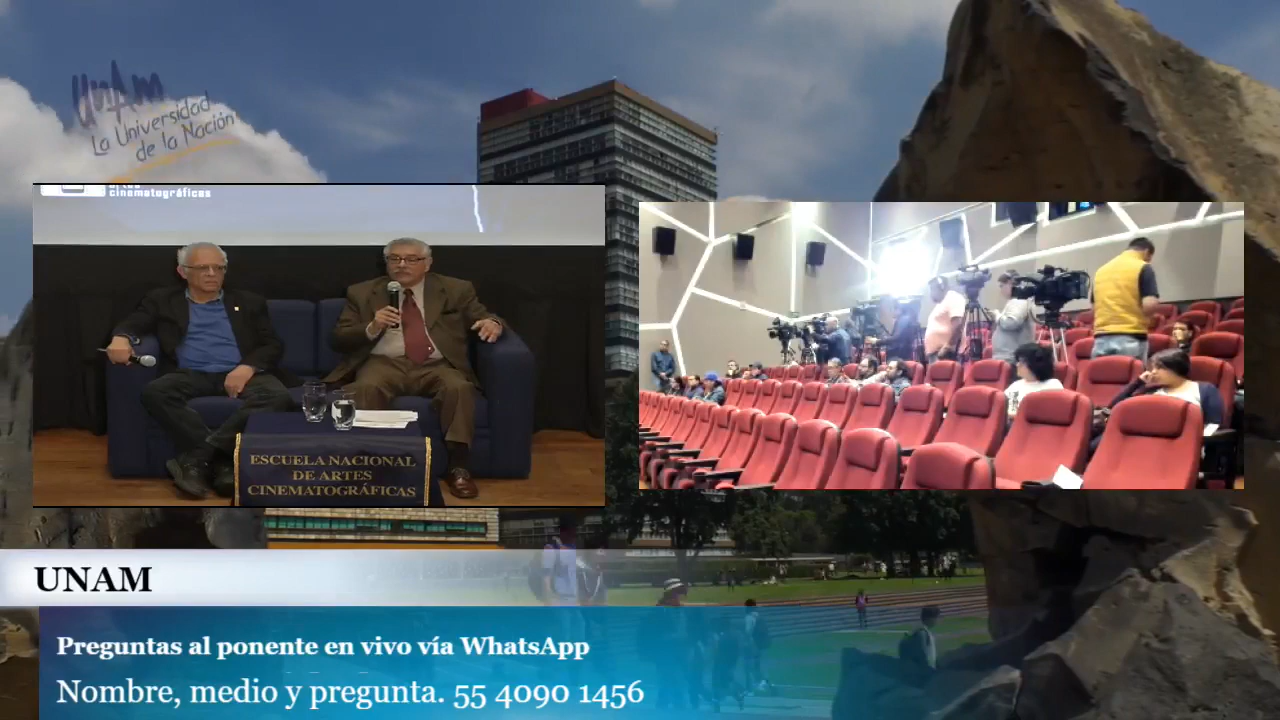 UnAm
La Universidad
de la Nación
cinematográficas
ESCUELA NACIONAL
DE ARTES
CINEMATOGRÁFICAS
UNAM
Preguntas al ponente en vivo vía WhatsApp
Nombre, medio y pregunta. 55 4090 1456